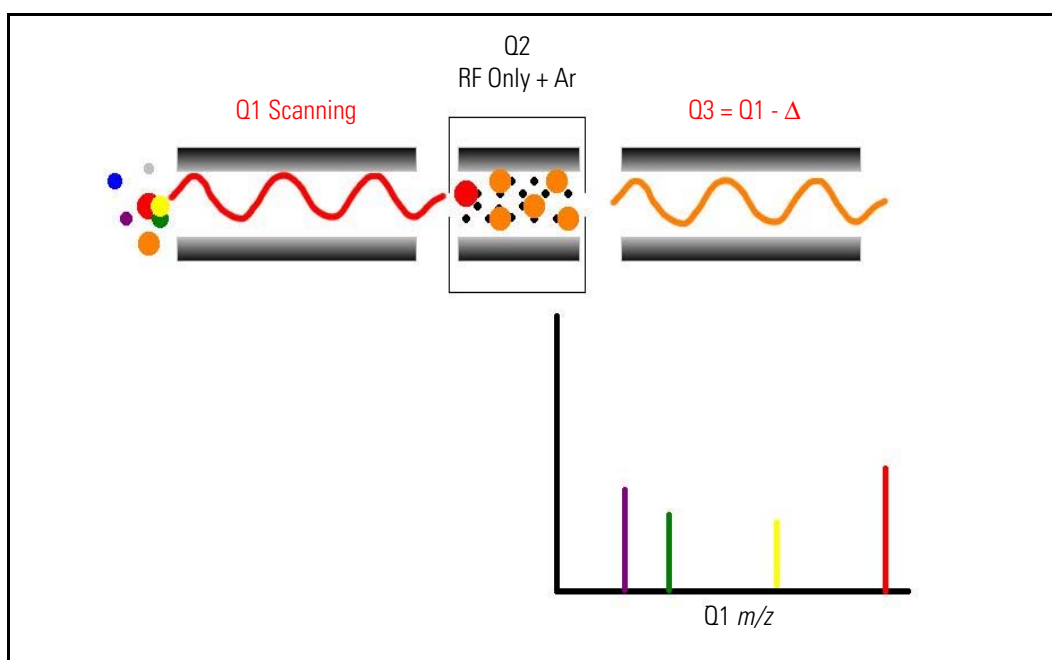 Q2
RF Only + Ar
Q1 Scanning
Q3 = Q1 - Δ
Q1 m/z